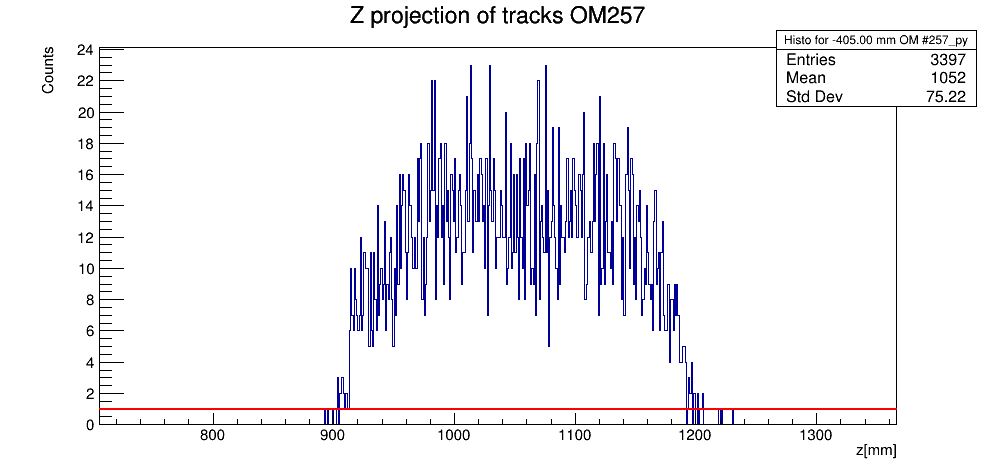 Z projection of tracks OM257
Histo for -405.00 mm OM #257_py
Entries 3397
Mean 1052
Std Dev 75.22
Counts
24
22
20
18
16
14
12
10
8
6
4
2
0
800 900 1000 1100 1200 1300
z[mm]